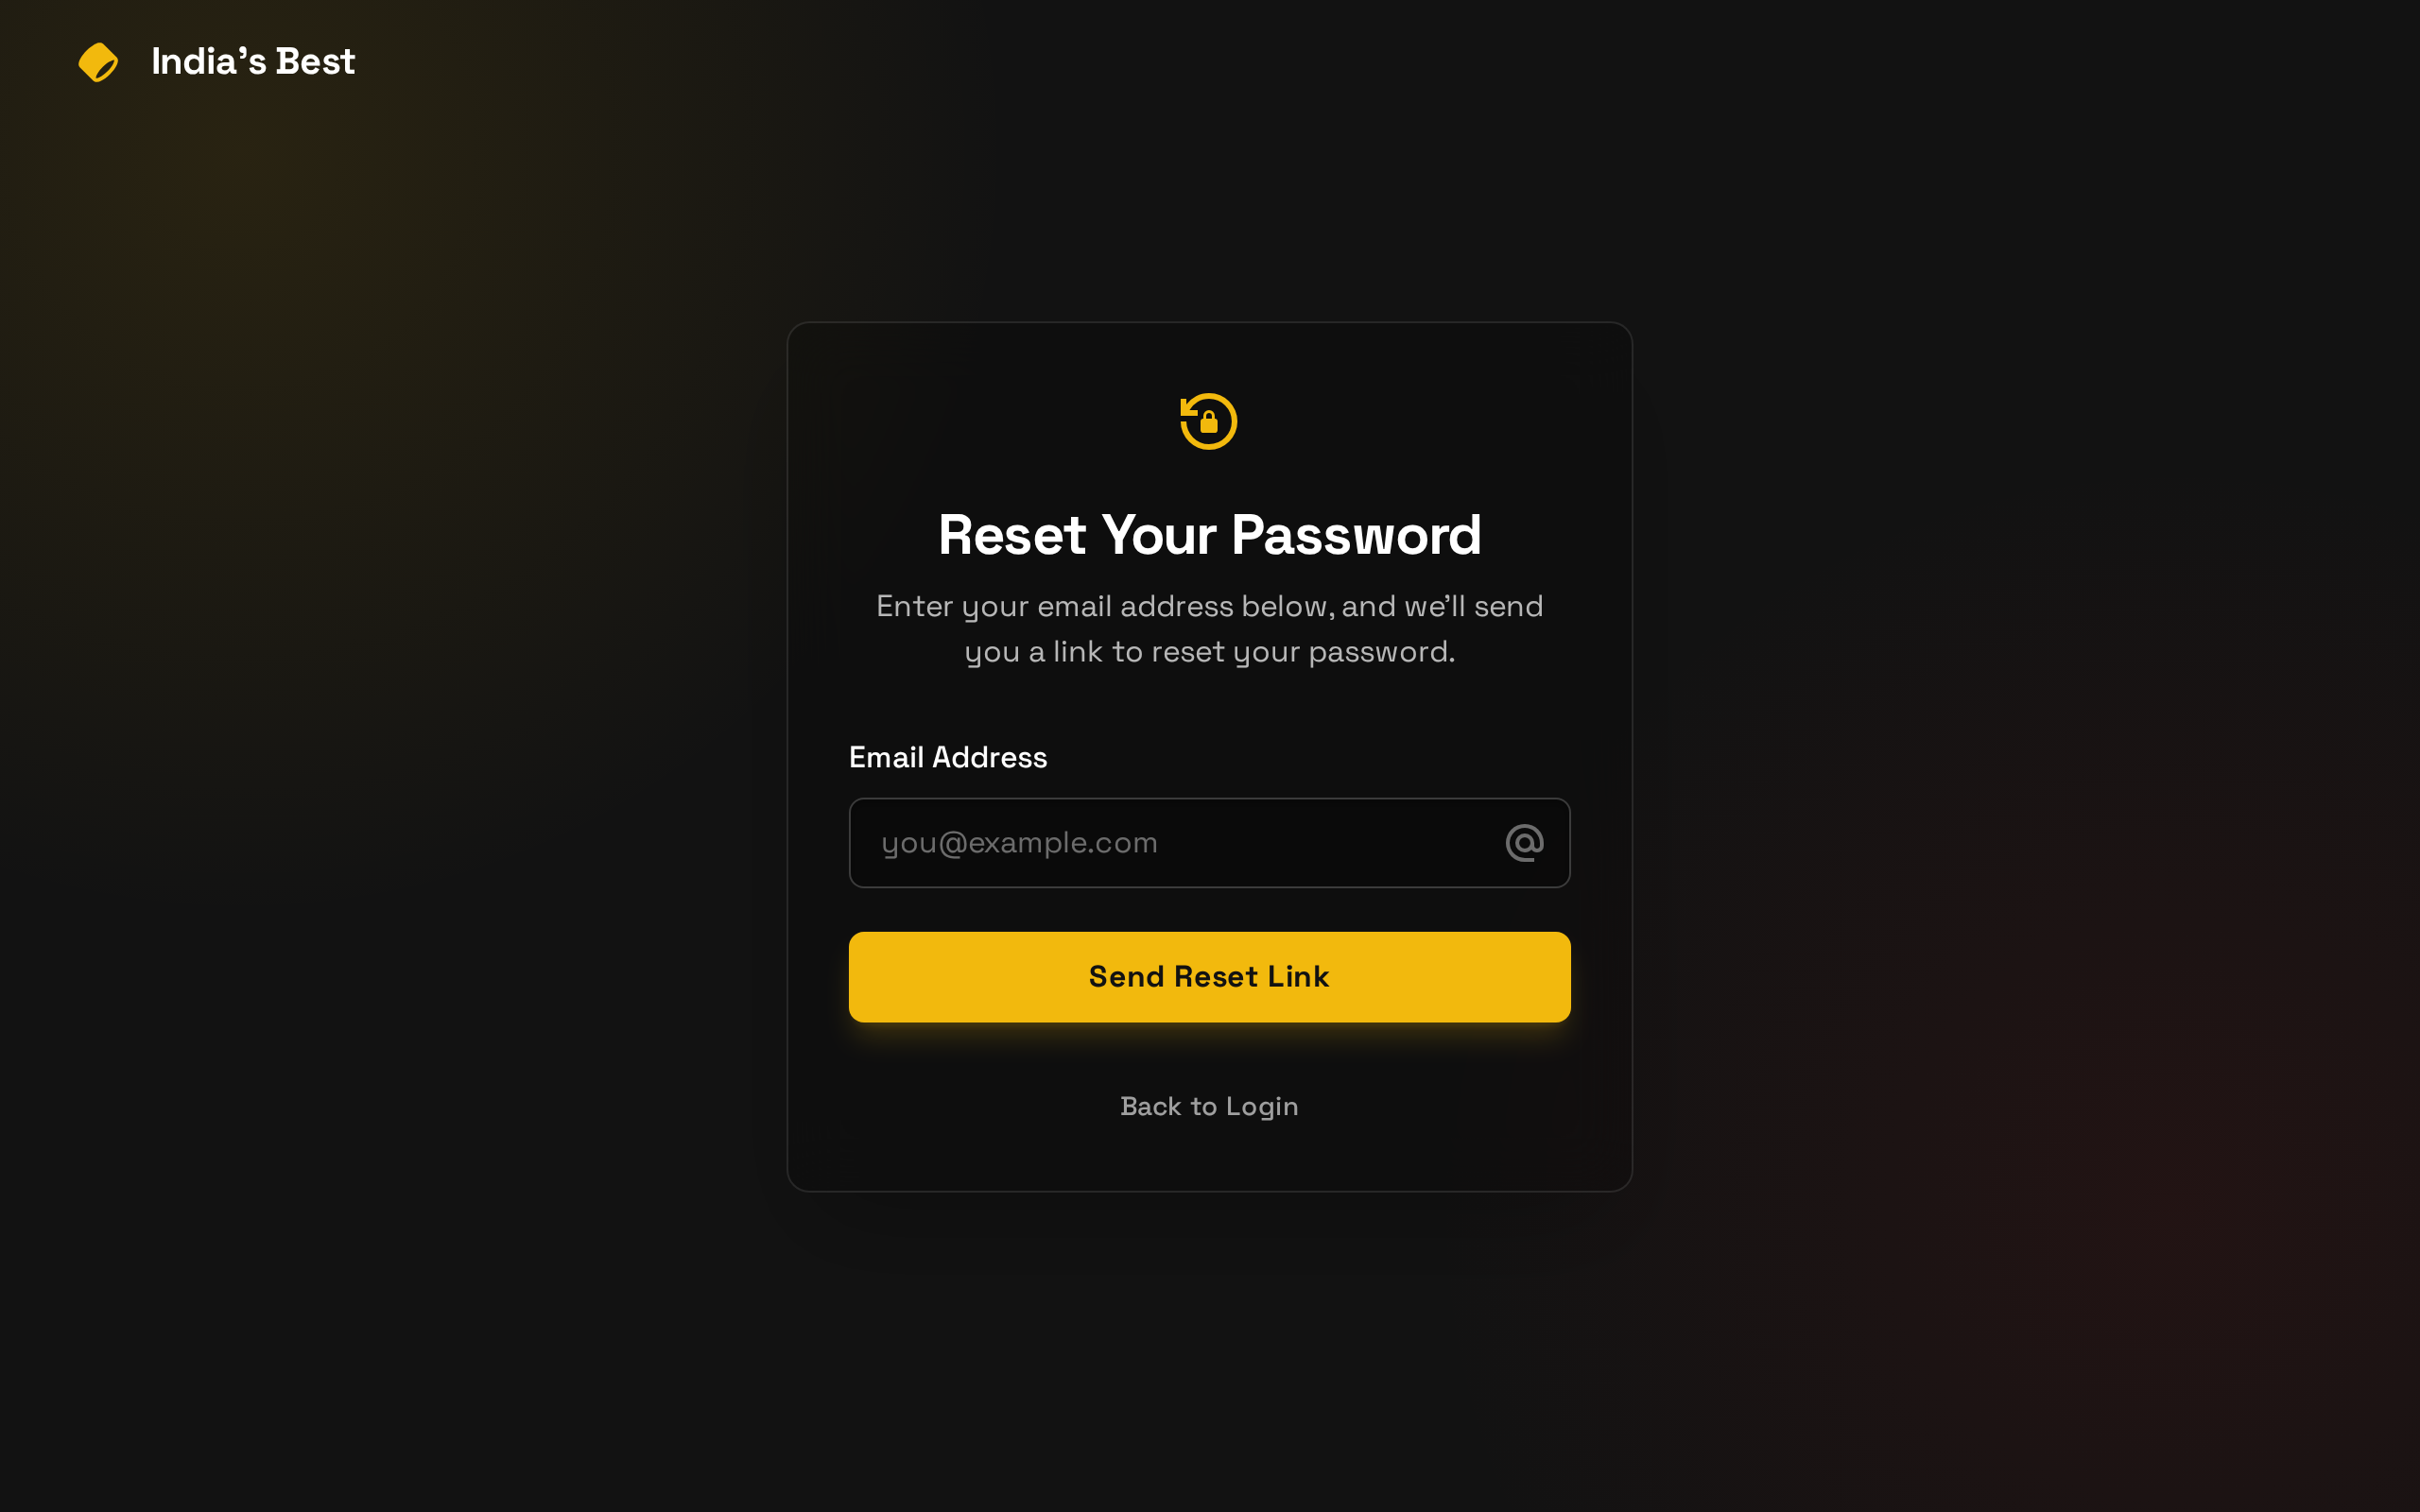 India’s Best
Reset Your Password
Enter your email address below, and we’ll send
you a link to reset your password.
Email Address
you@example.com
Send Reset Link
Back to Login